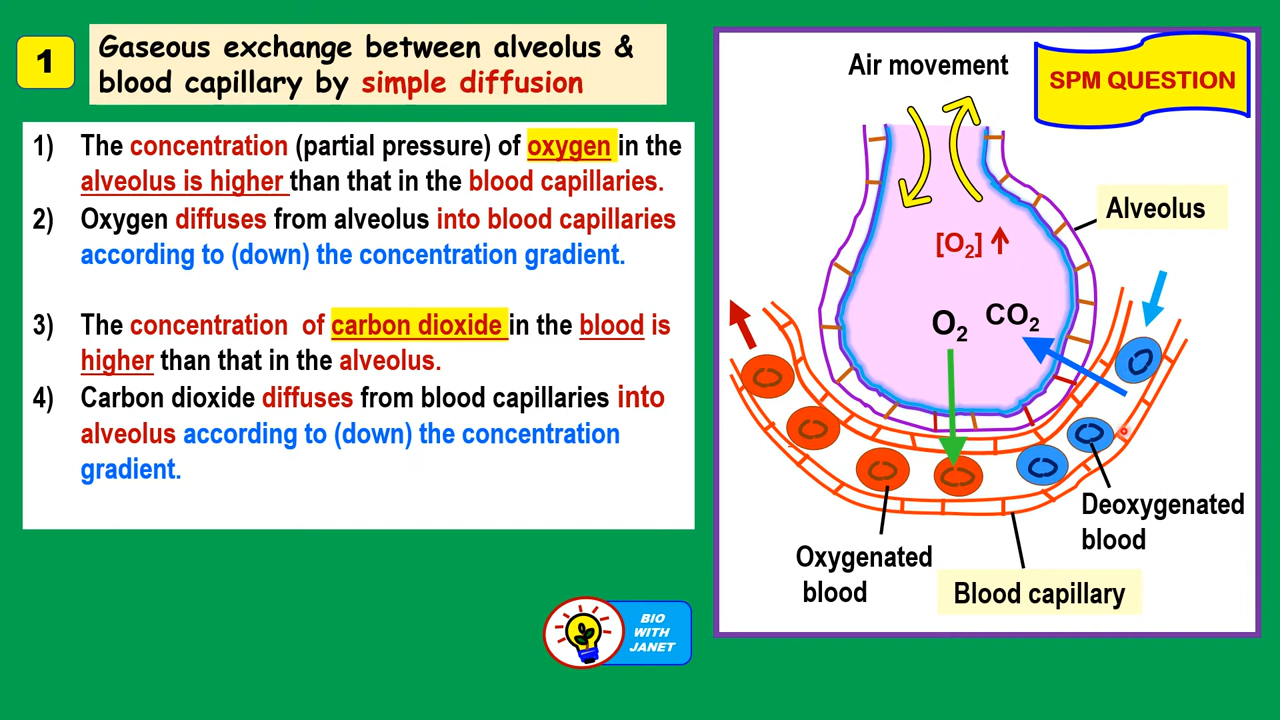 1
Gaseous exchange between alveolus &
blood capillary by simple diffusion
1) The concentration (partial pressure) of oxygen in the
alveolus is higher than that in the blood capillaries.
2) Oxygen diffuses from alveolus into blood capillaries
according to (down) the concentration gradient.
3) The concentration of carbon dioxide in the blood is
higher than that in the alveolus.
4) Carbon dioxide diffuses from blood capillaries into
alveolus according to (down) the concentration
gradient.
BIO
WITH
JANET
Air movement
SPM QUESTION
Alveolus
[O₂] ↑
O₂
CO₂
Deoxygenated
blood
Oxygenated
blood
Blood capillary